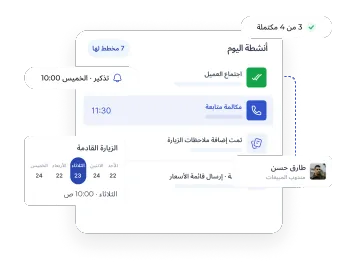 3 من 4 مكتملة
أنشطة اليوم
7 مخطط لها
اجتماع العميل
تذكير · الخميس 10:00
مكالمة متابعة
11:30
تمت إضافة ملاحظات الزيارة
الزيارة القادمة
الأحد الاثنين الثلاثاء الأربعاء الخميس
22 24 23 22 24
الثلاثاء · 10:00 ص
ة · إرسال قائمة الأسعار
طارق حسن
مندوب المبيعات